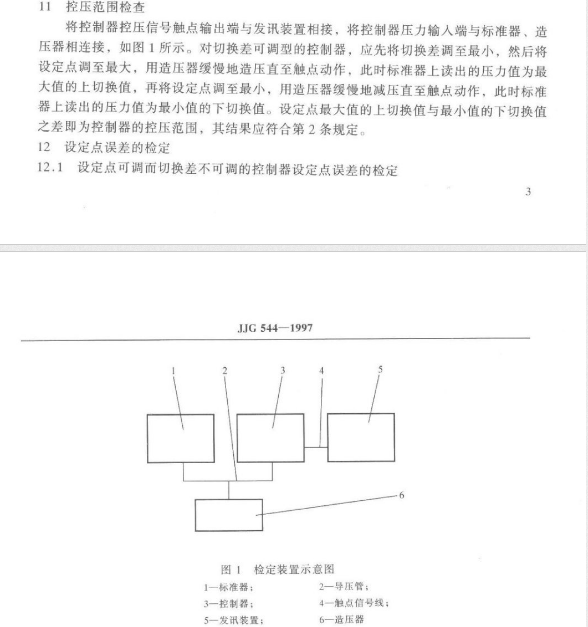 11 控压范围检查
将控制器控压信号触点输出端与发讯装置相接，将控制器压力输入端与标准器、造
压器相连接，如图1所示。对切换差可调型的控制器，应先将切换差调至最小，然后将
设定点调至最大，用造压器缓慢地造压直至触点动作，此时标准器上读出的压力值为最
大值的上切换值，再将设定点调至最小，用造压器缓慢地减压直至触点动作，此时标准
器上读出的压力值为最小值的下切换值。设定点最大值的上切换值与最小值的下切换值
之差即为控制器的控压范围，其结果应符合第2条规定。
12 设定点误差的检定
12.1 设定点可调而切换差不可调的控制器设定点误差的检定
3
JJG 544—1997
1 2 3 4 5
6
图1 检定装置示意图
1—标准器； 2—导压管；
3—控制器； 4—触点信号线；
5—发讯装置； 6—造压器